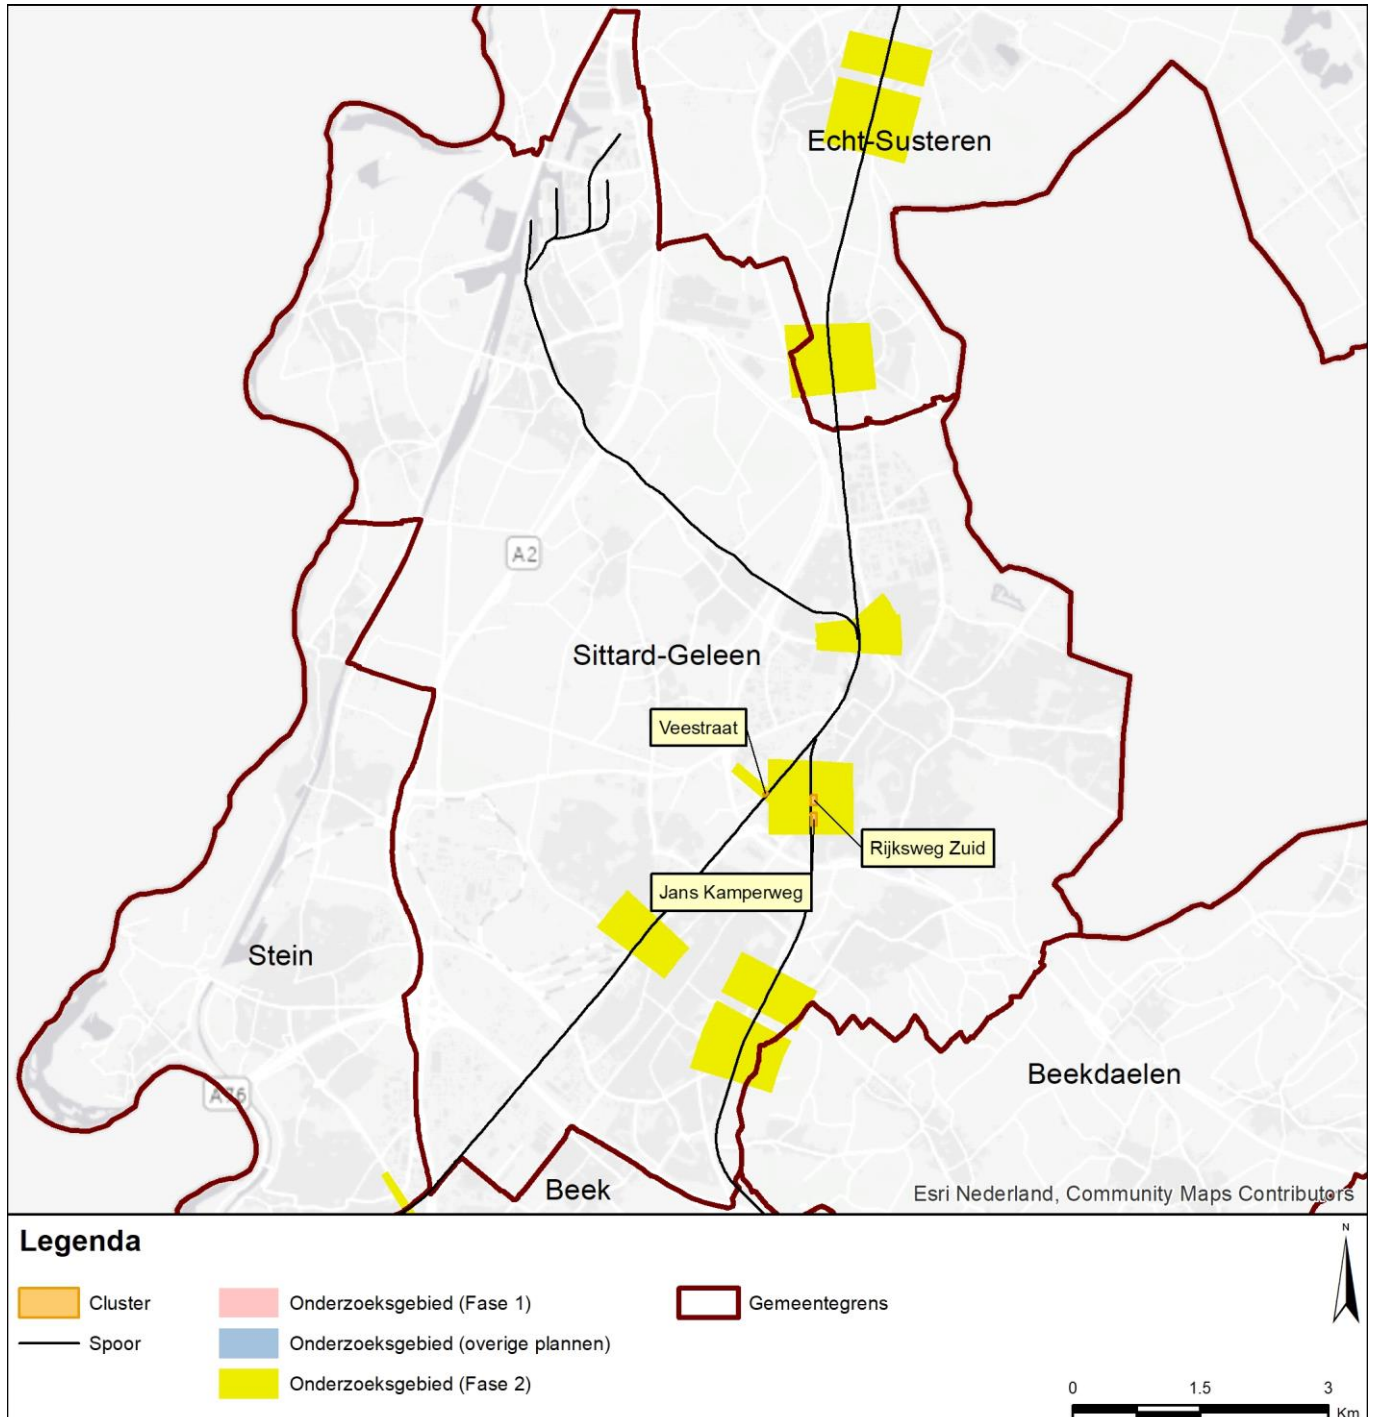 Echt-Susteren
A2
Sittard-Geleen
Veestraat
Rijksweg Zuid
Jans Kamperweg
Stein
Beekdaelen
A76
Beek
Esri Nederland, Community Maps Contributors
Legenda
N
Cluster
Onderzoeksgebied (Fase 1)
Gemeentegrens
Spoor
Onderzoeksgebied (overige plannen)
Onderzoeksgebied (Fase 2)
0 1.5 3
Km